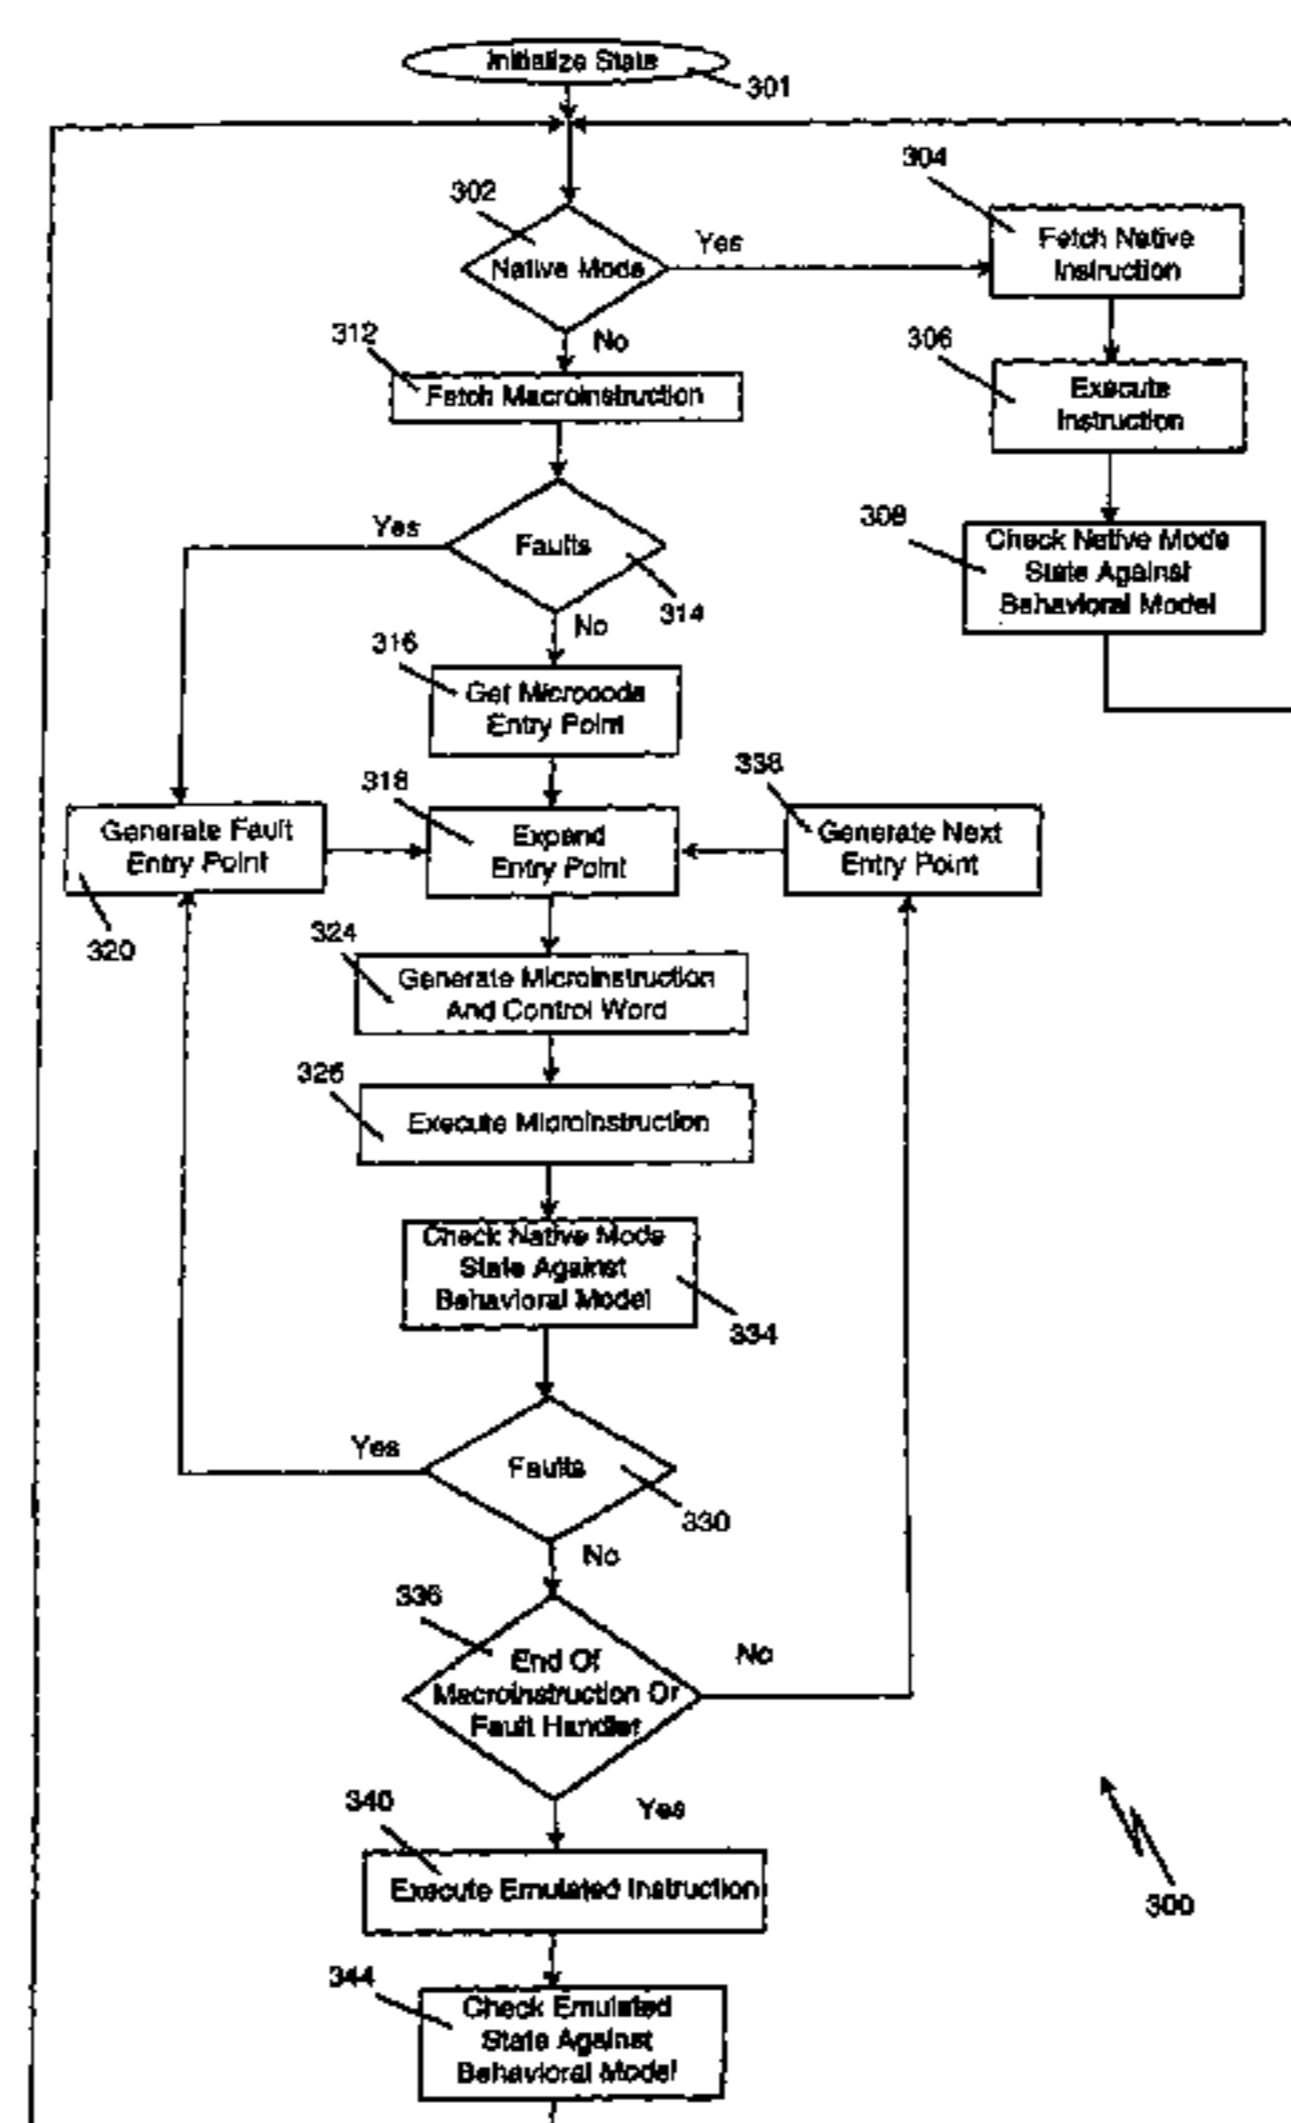 Initialize State
301
302
Native Mode
Yes
304
Fetch Native
Instruction
No
312
Fetch Macroinstruction
306
Execute
Instruction
Yes
Faults
314
No
308
Check Native Mode
State Against
Behavioral Model
316
Get Microcode
Entry Point
318
Expand
Entry Point
338
Generate Next
Entry Point
Generate Fault
Entry Point
320
324
Generate Microinstruction
And Control Word
326
Execute Microinstruction
Check Native Mode
State Against
Behavioral Model
334
Yes
Faults
330
No
336
End Of
Macroinstruction Or
Fault Handler
No
Yes
340
Execute Emulated Instruction
300
344
Check Emulated
State Against
Behavioral Model